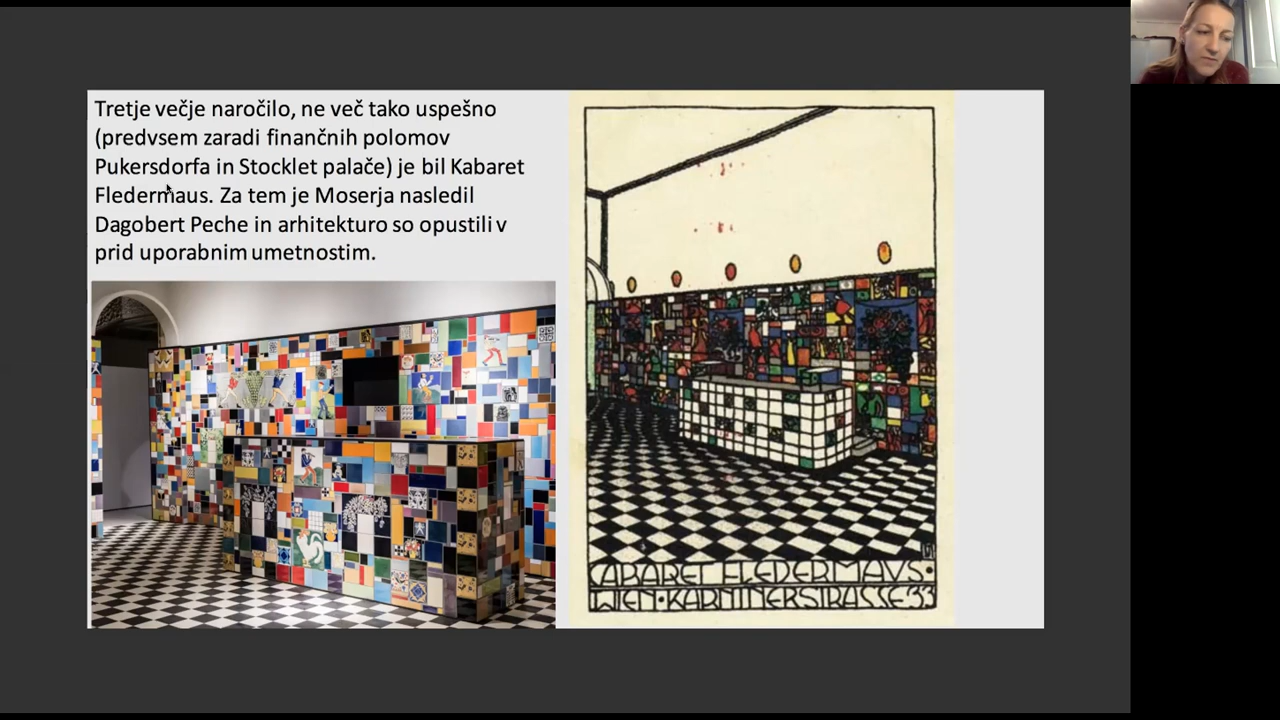 Tretje večje naročilo, ne več tako uspešno
(predvsem zaradi finančnih polomov
Pukersdorfa in Stocklet palače) je bil Kabaret
Fledermaus. Za tem je Moserja nasledil
Dagobert Peche in arhitekturo so opustili v
prid uporabnim umetnostim.
CABARET FLEDERMAVS·
WIEN·KÄRNTNERSTRASSE 33